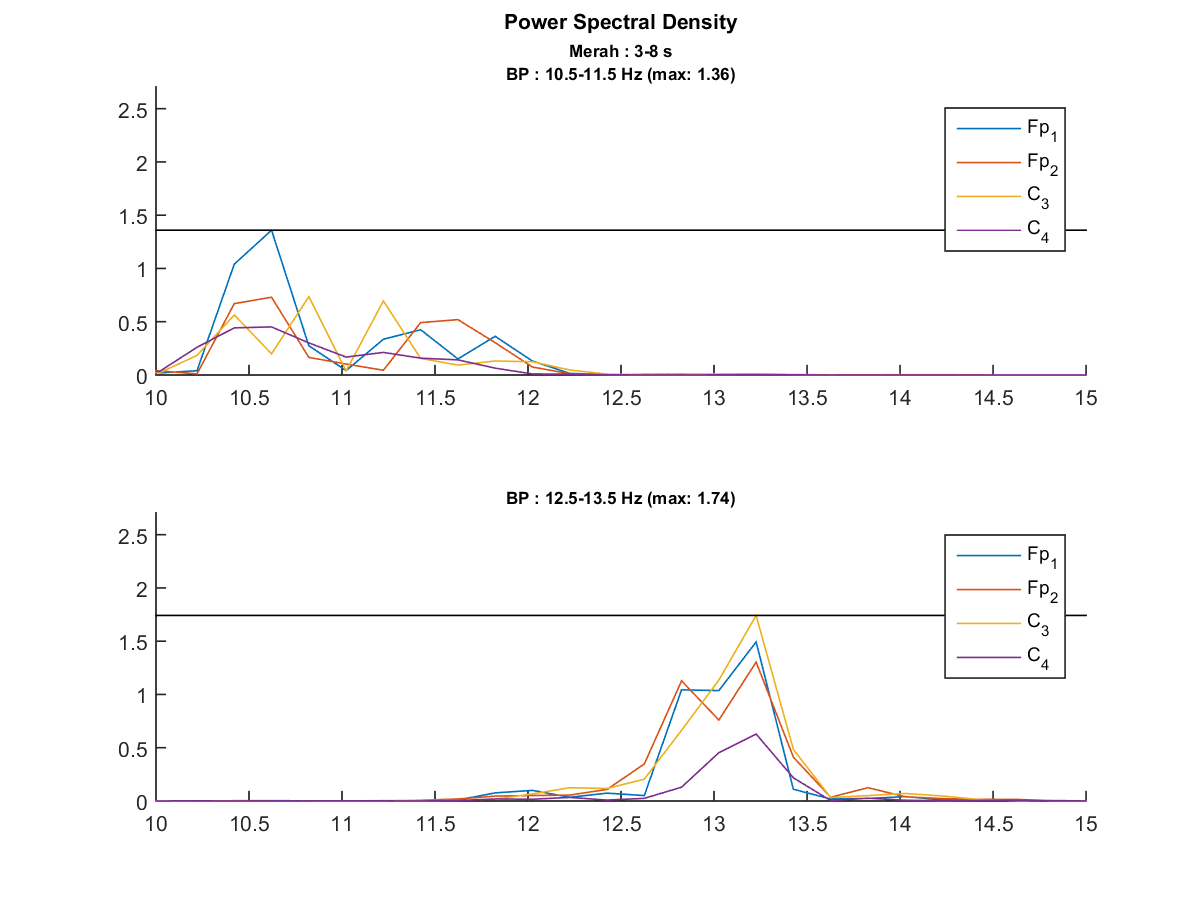 Power Spectral Density
Merah : 3-8 s
BP : 10.5-11.5 Hz (max: 1.36)
2.5
2
1.5
1
0.5
0
10 10.5 11 11.5 12 12.5 13 13.5 14 14.5 15
Fp1
Fp2
C3
C4
BP : 12.5-13.5 Hz (max: 1.74)
2.5
2
1.5
1
0.5
0
10 10.5 11 11.5 12 12.5 13 13.5 14 14.5 15
Fp1
Fp2
C3
C4